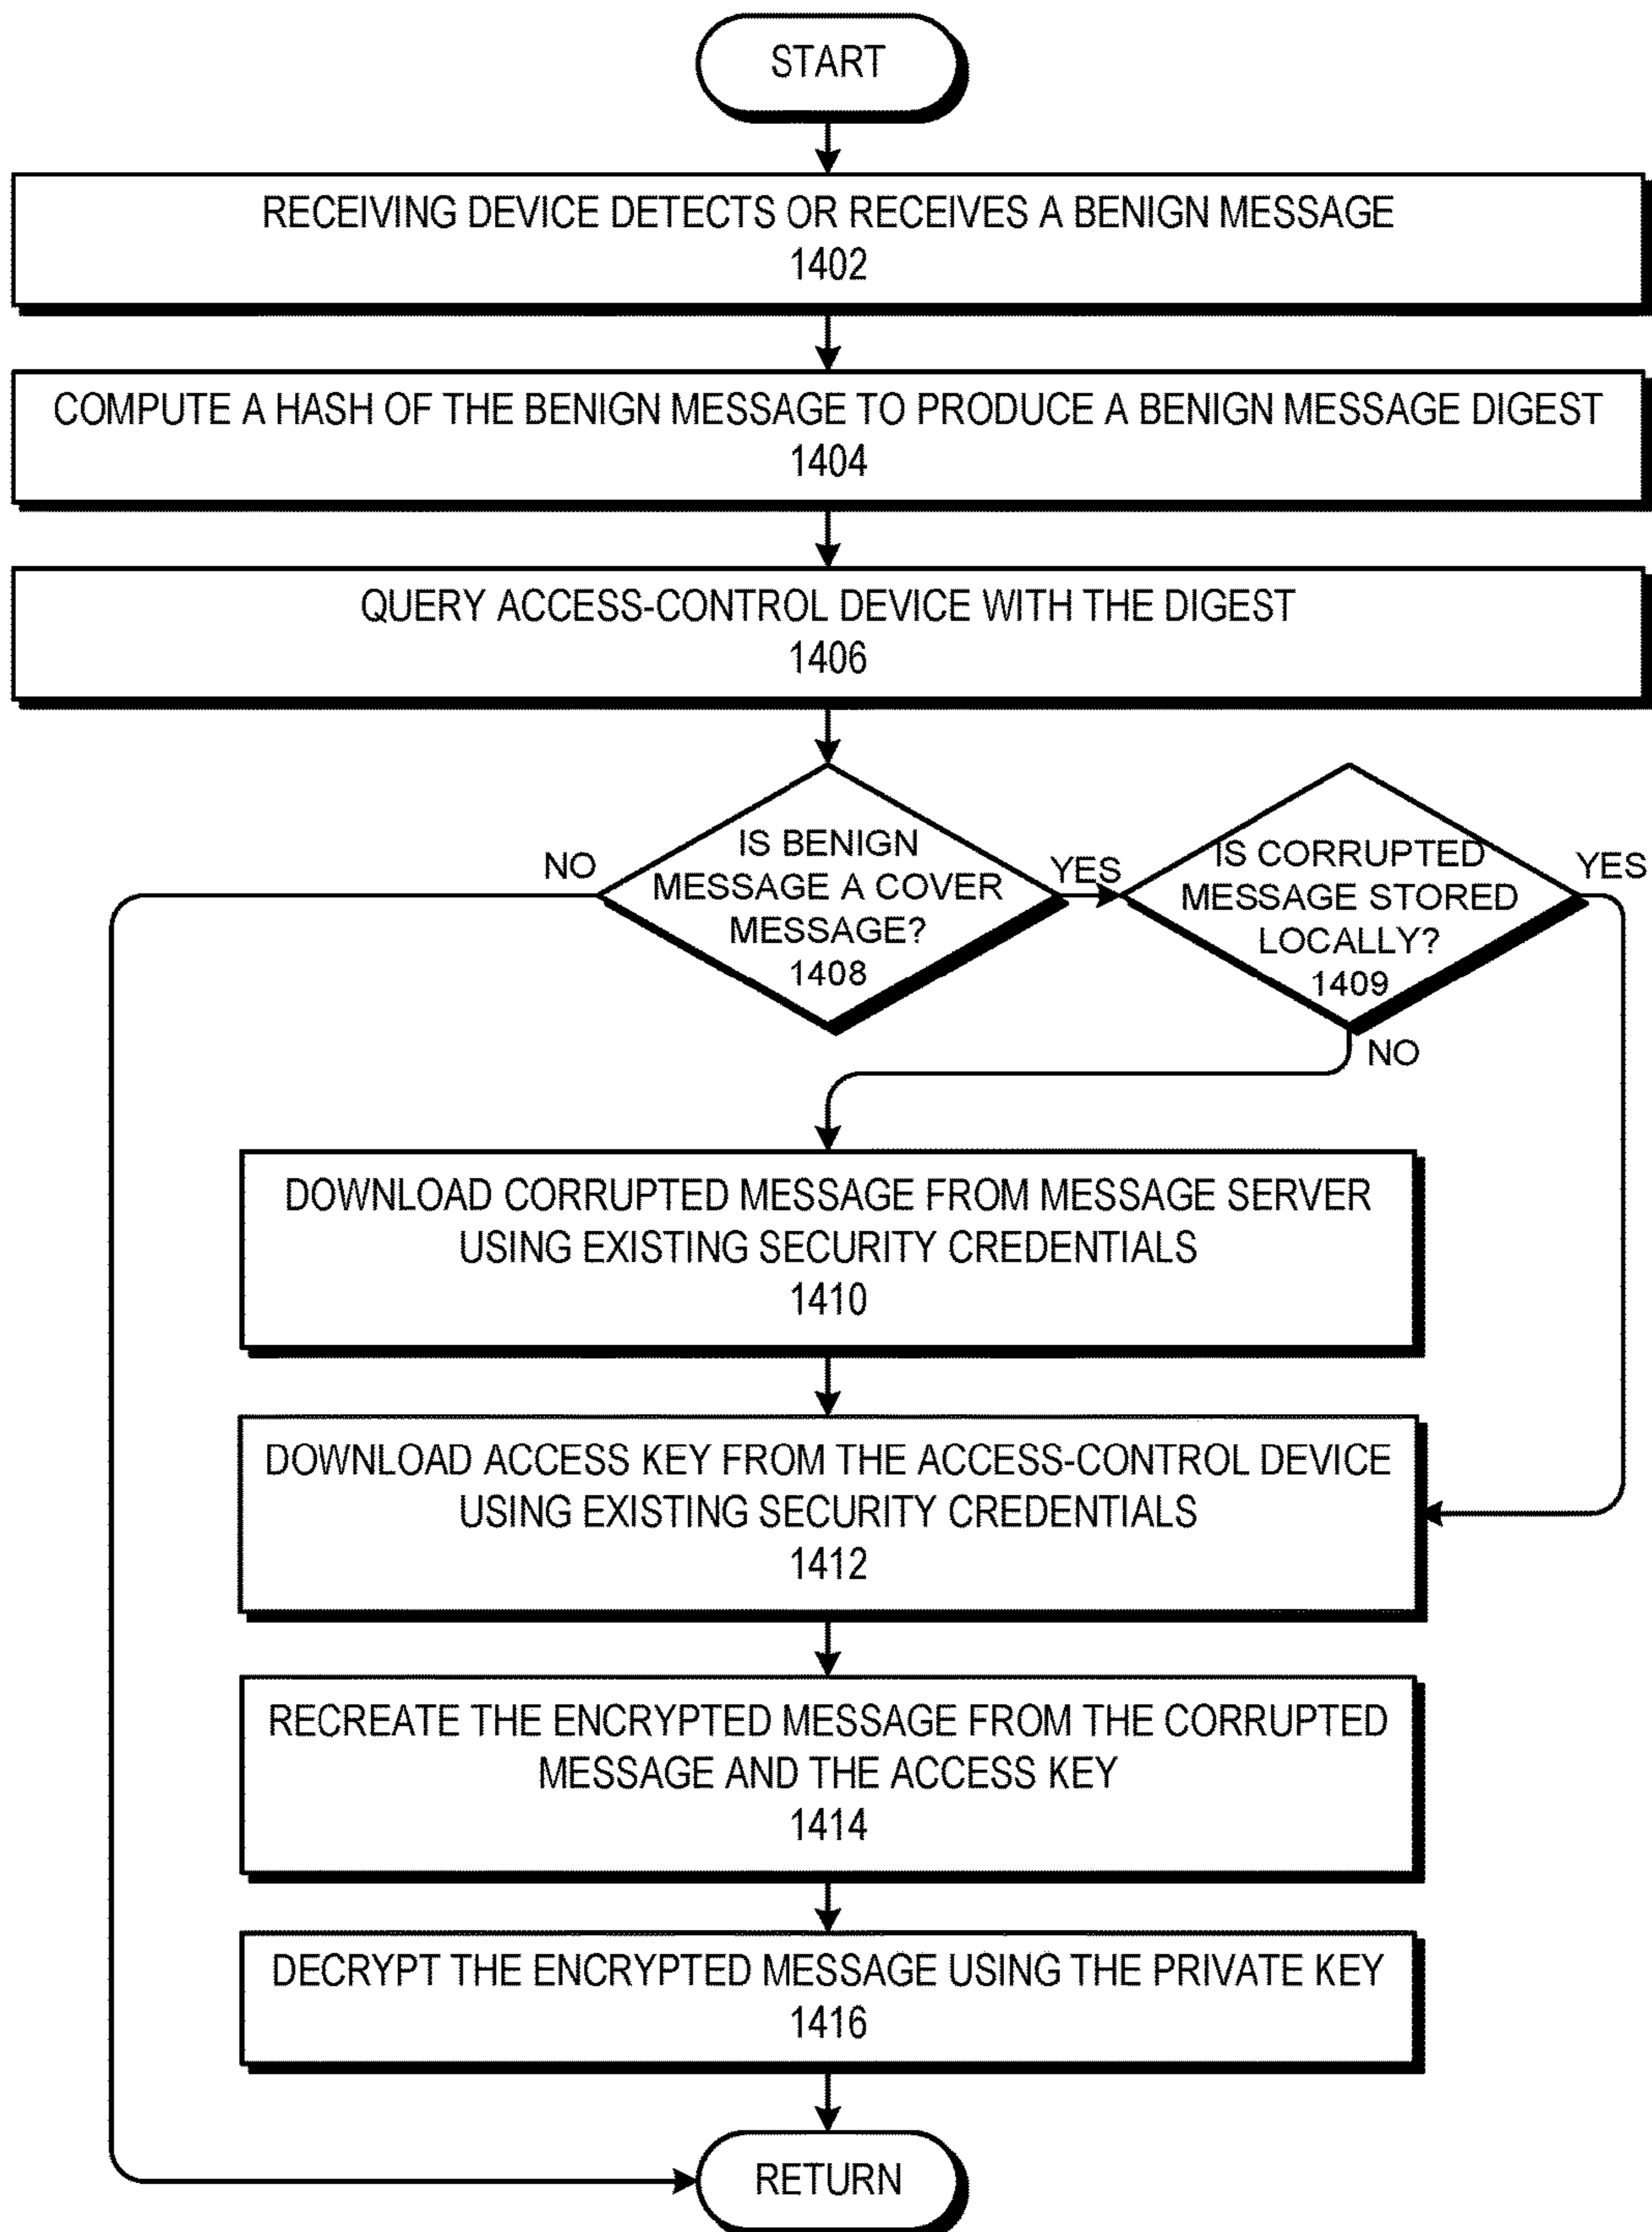 START
RECEIVING DEVICE DETECTS OR RECEIVES A BENIGN MESSAGE
1402
COMPUTE A HASH OF THE BENIGN MESSAGE TO PRODUCE A BENIGN MESSAGE DIGEST
1404
QUERY ACCESS-CONTROL DEVICE WITH THE DIGEST
1406
NO
IS BENIGN
MESSAGE A COVER
MESSAGE?
1408
YES
IS CORRUPTED
MESSAGE STORED
LOCALLY?
1409
YES
NO
DOWNLOAD CORRUPTED MESSAGE FROM MESSAGE SERVER
USING EXISTING SECURITY CREDENTIALS
1410
DOWNLOAD ACCESS KEY FROM THE ACCESS-CONTROL DEVICE
USING EXISTING SECURITY CREDENTIALS
1412
RECREATE THE ENCRYPTED MESSAGE FROM THE CORRUPTED
MESSAGE AND THE ACCESS KEY
1414
DECRYPT THE ENCRYPTED MESSAGE USING THE PRIVATE KEY
1416
RETURN